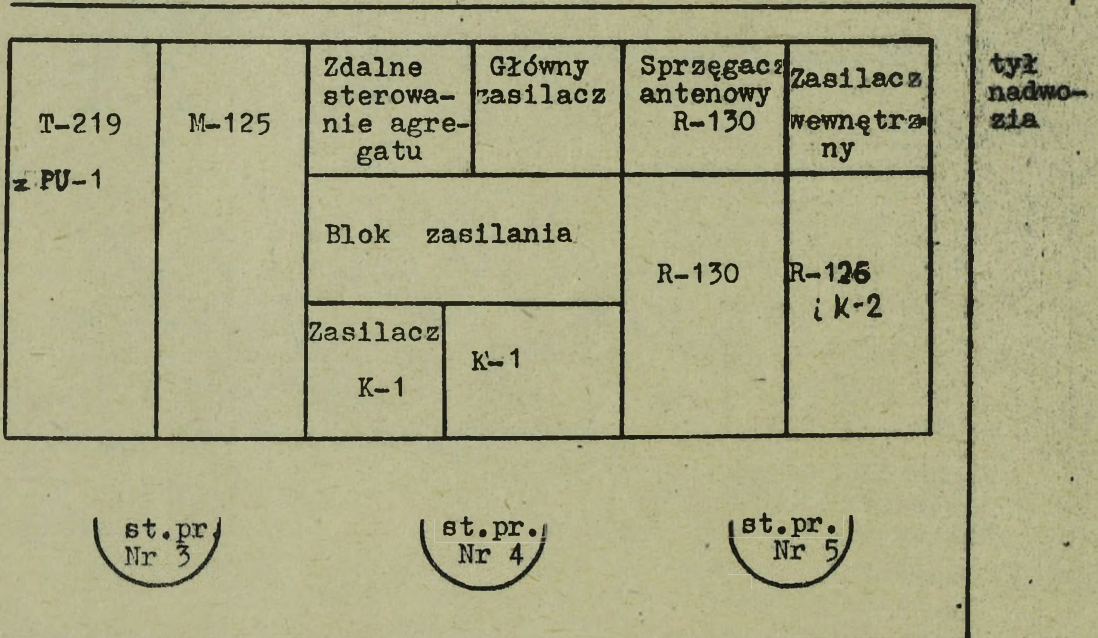 T-219
z PU-1
M-125
Zdalne
sterowa-
nie agre-
gatu
Główny
zasilacz
Sprzęgacz
antenowy
R-130
Zasilacz
wewnętrz-
ny
tył
nadwo-
zia
Blok zasilania
R-130
R-126
i K-2
Zasilacz
K-1
K-1
st.pr.
Nr 3
st.pr.
Nr 4
st.pr.
Nr 5